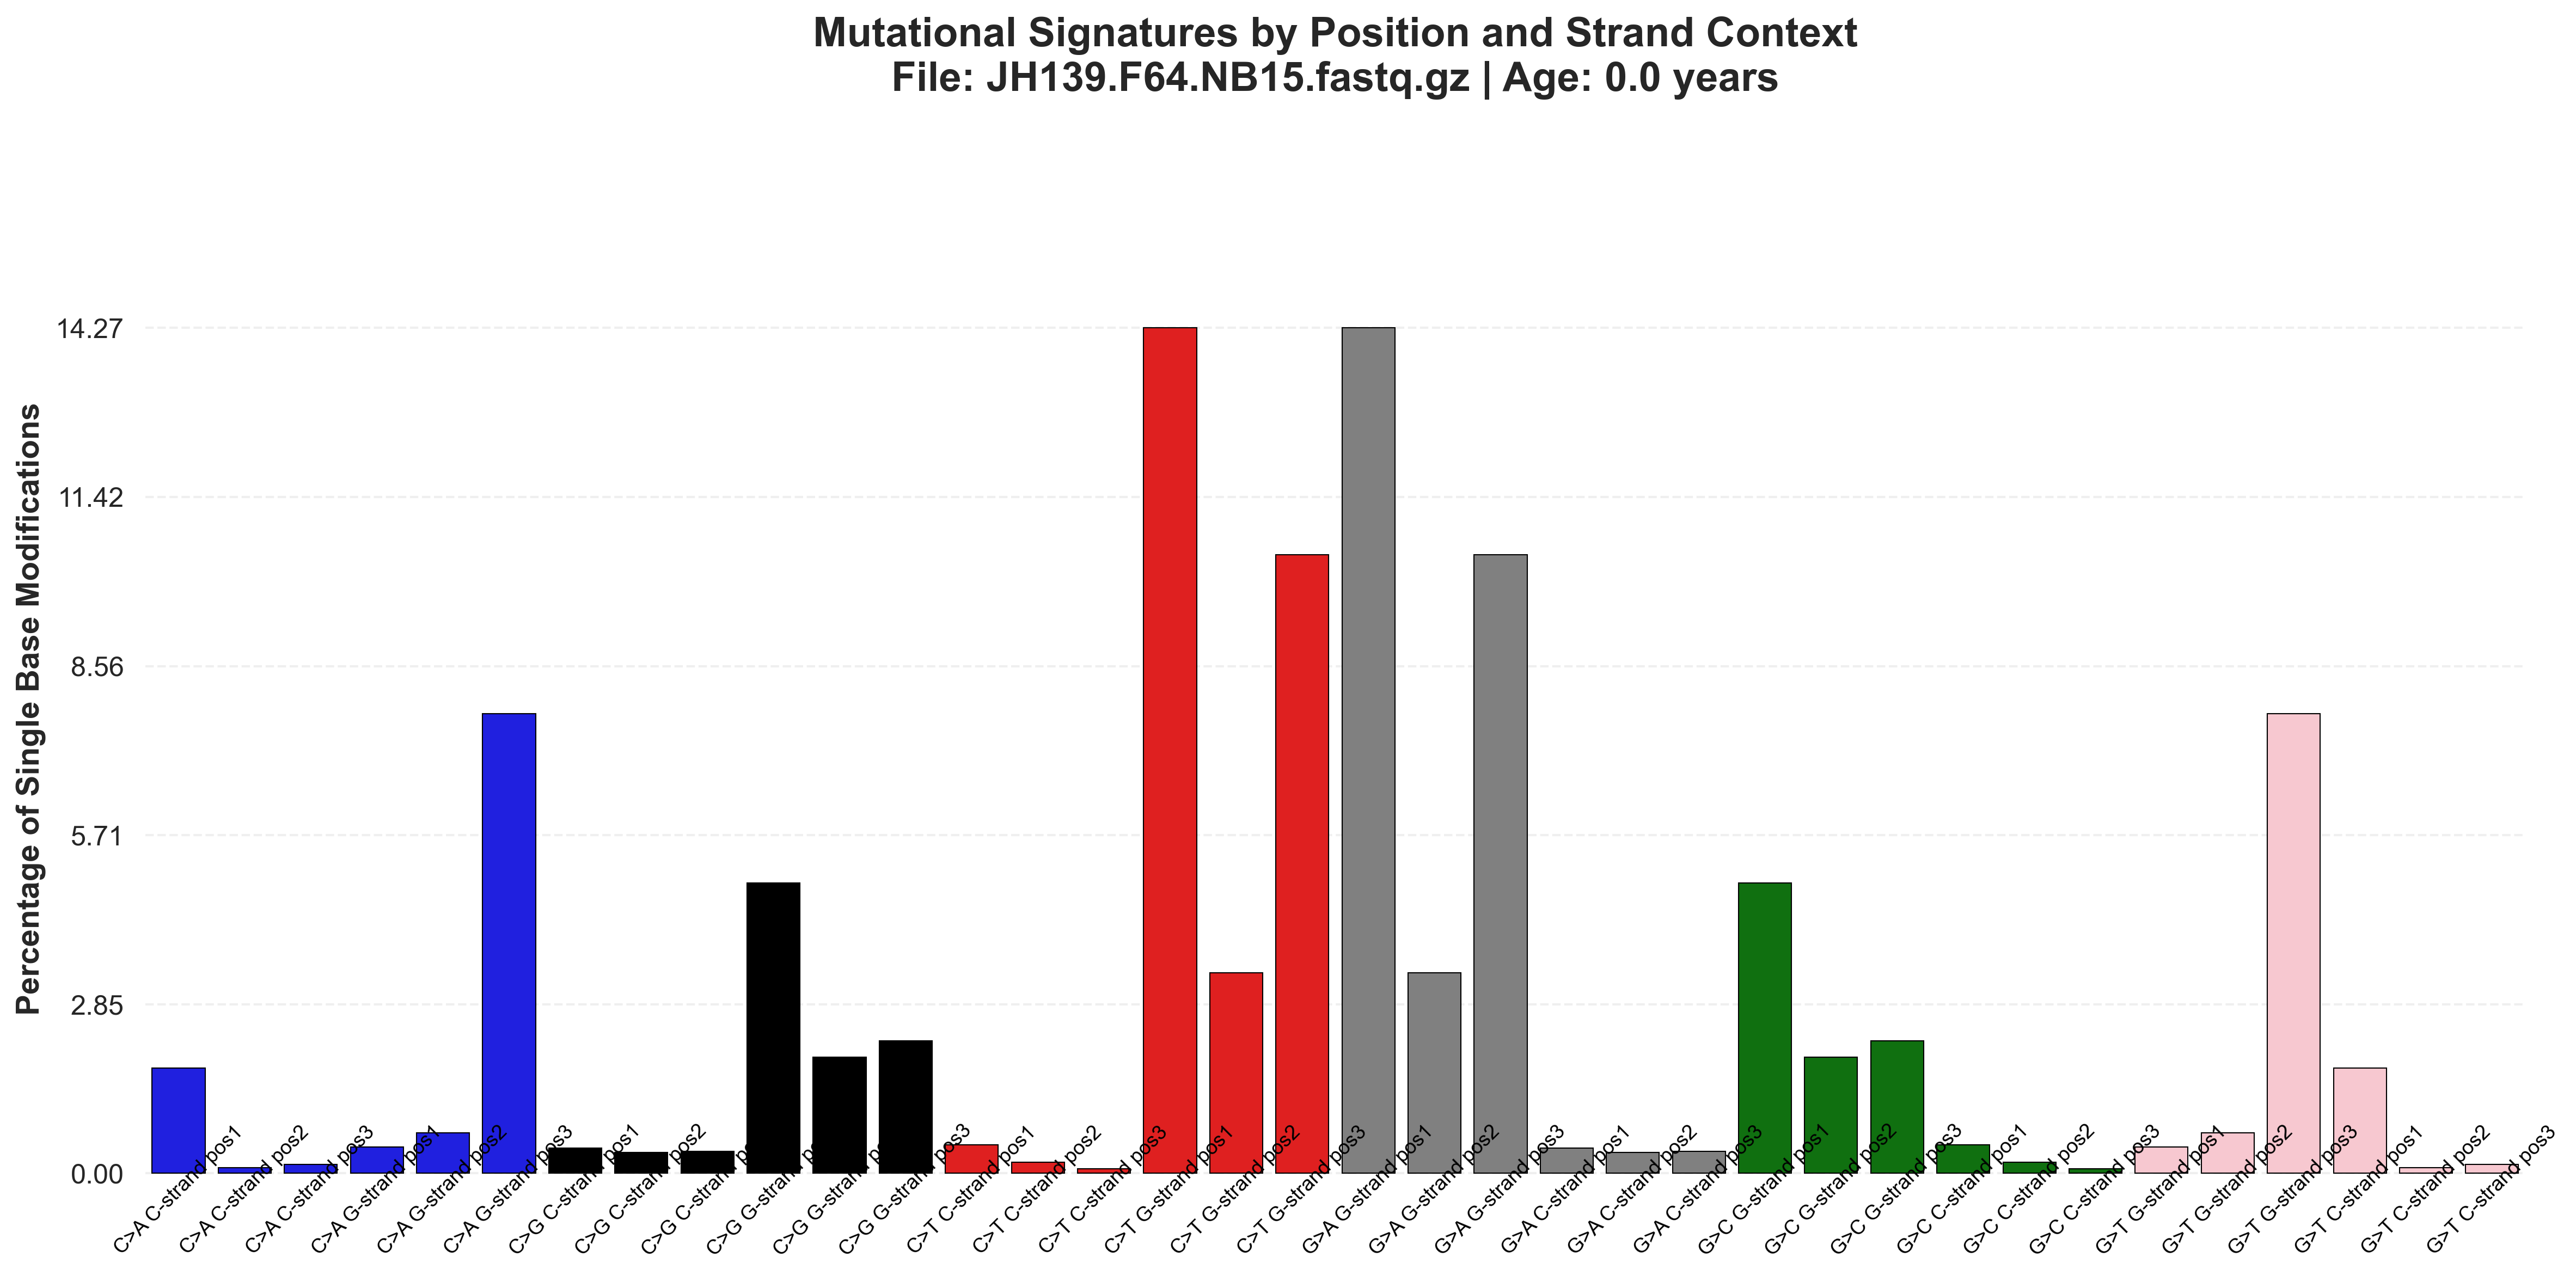 Mutational Signatures by Position and Strand Context
File: JH139.F64.NB15.fastq.gz | Age: 0.0 years
Percentage of Single Base Modifications
14.27
11.42
8.56
5.71
2.85
0.00
C>A C-strand pos1
C>A C-strand pos2
C>A C-strand pos3
C>A G-strand pos1
C>A G-strand pos2
C>A G-strand pos3
C>G C-strand pos1
C>G C-strand pos2
C>G C-strand
C>G G-strand
C>G G-strand
C>G G-strand pos3
C>T C-strand pos1
C>T C-strand pos2
C>T C-strand pos3
C>T G-strand pos1
C>T G-strand pos2
C>T G-strand pos3
G>A G-strand pos1
G>A G-strand pos2
G>A G-strand pos3
G>A C-strand pos1
G>A C-strand pos2
G>A C-strand pos3
G>C G-strand pos1
G>C G-strand pos2
G>C G-strand pos3
G>C C-strand pos1
G>C C-strand pos2
G>C C-strand pos3
G>T G-strand pos1
G>T G-strand pos2
G>T G-strand pos3
G>T C-strand pos1
G>T C-strand pos2
G>T C-strand pos3